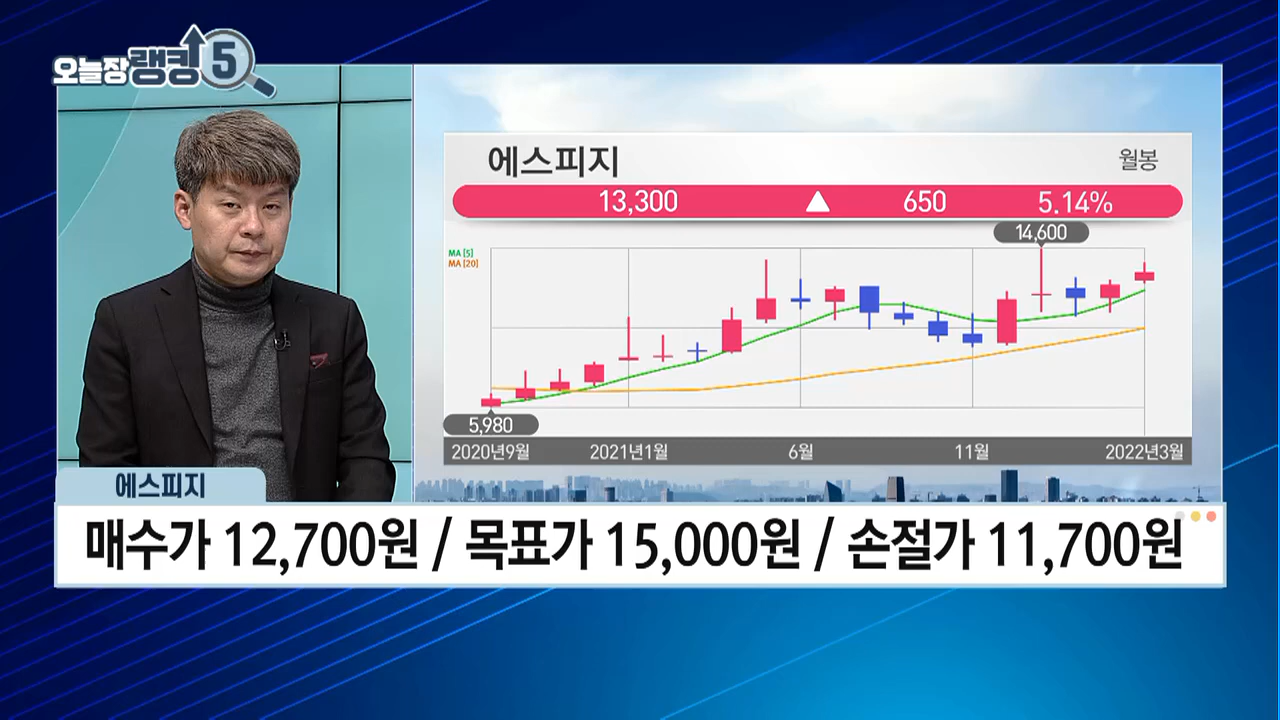 오늘장 랭킹 5
에스피지
월봉
13,300 ▲ 650 5.14%
14,600
MA [5]
MA [20]
5,980
2020년9월 2021년1월 6월 11월 2022년3월
에스피지
매수가 12,700원 / 목표가 15,000원 / 손절가 11,700원